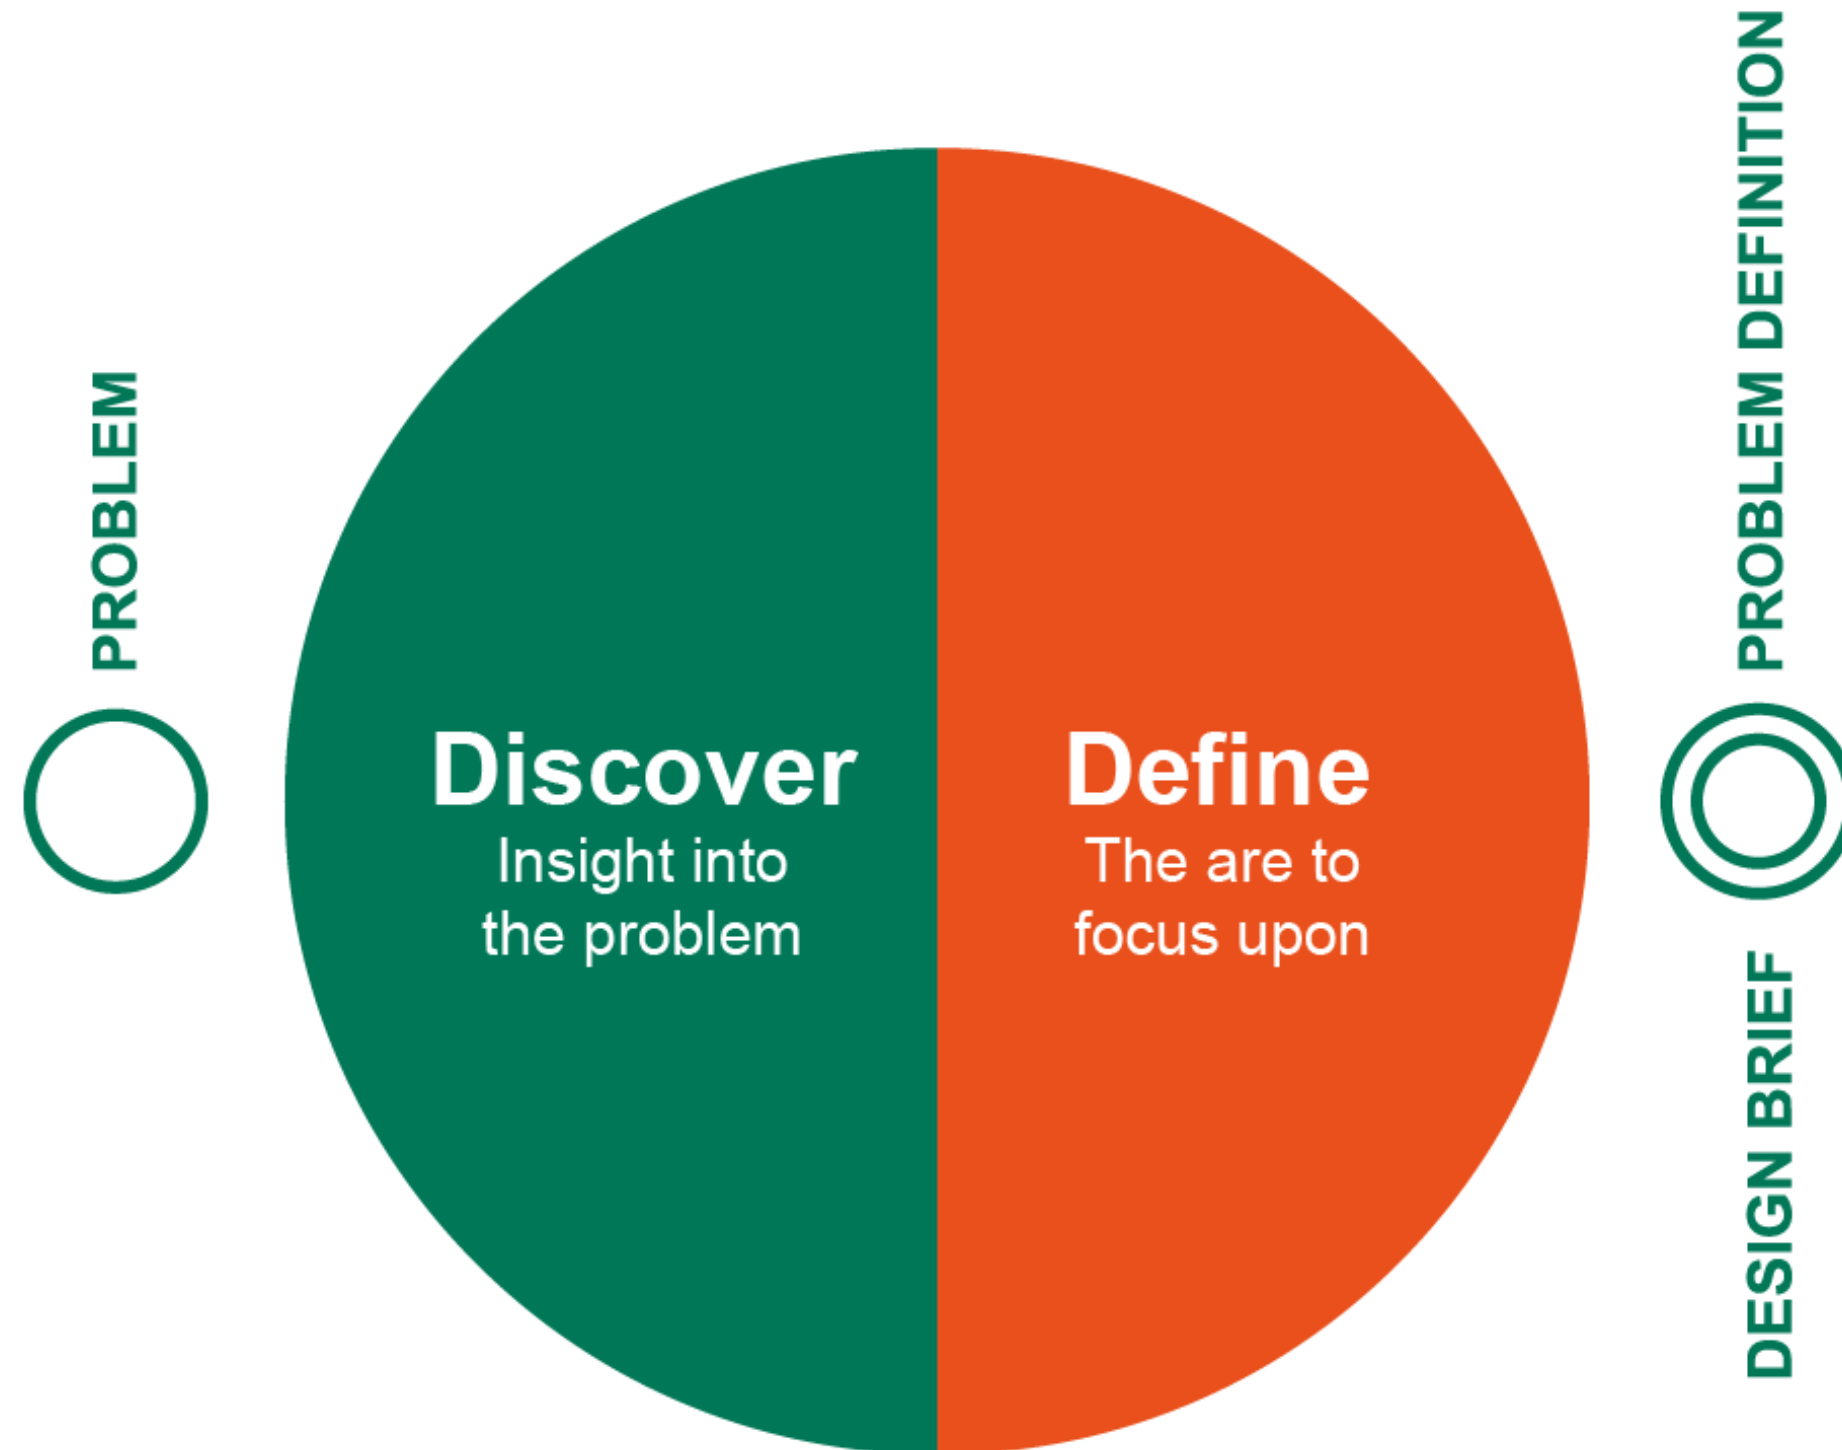 PROBLEM
Discover
Insight into
the problem
Define
The are to
focus upon
PROBLEM DEFINITION
DESIGN BRIEF